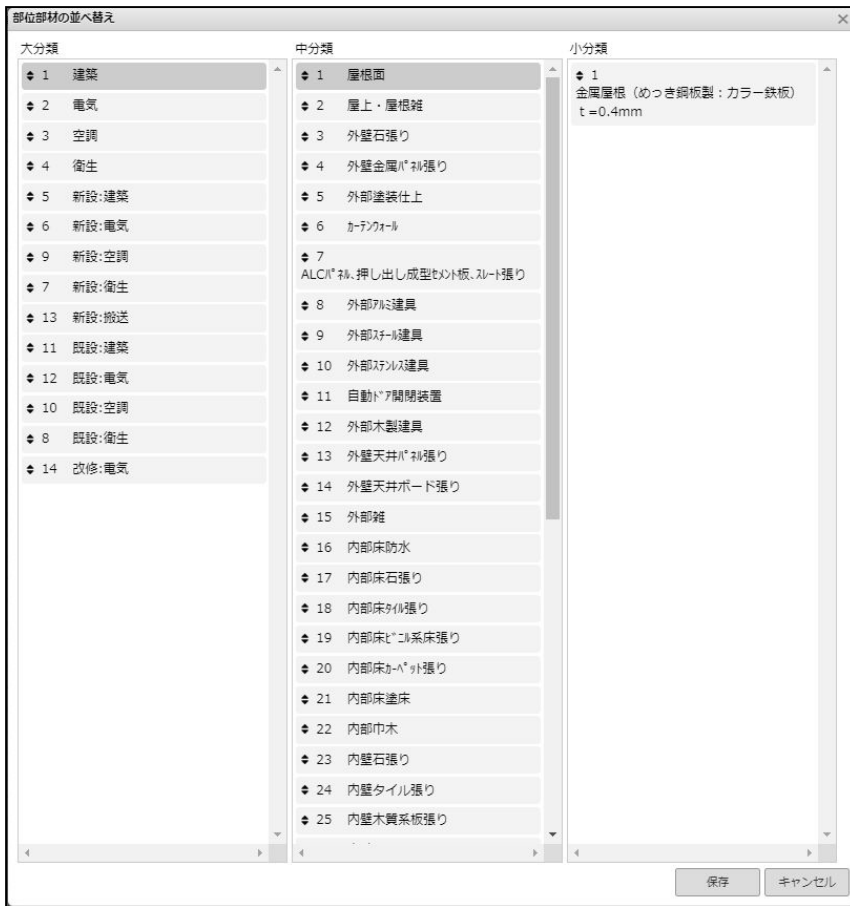 部位部材の並べ替え
大分類
1 建築
2 電気
3 空調
4 衛生
5 新設:建築
6 新設:電気
9 新設:空調
7 新設:衛生
13 新設:搬送
11 既設:建築
12 既設:電気
10 既設:空調
8 既設:衛生
14 改修:電気
中分類
1 屋根面
2 屋上・屋根雑
3 外壁石張り
4 外壁金属ﾊﾟﾈﾙ張り
5 外部塗装仕上
6 ｶｰﾃﾝｳｫｰﾙ
7
ALCﾊﾟﾈﾙ､押し出し成型ｾﾒﾝﾄ板､ｽﾚｰﾄ張り
8 外部ｱﾙﾐ建具
9 外部ｽﾁｰﾙ建具
10 外部ｽﾃﾝﾚｽ建具
11 自動ﾄﾞｱ開閉装置
12 外部木製建具
13 外壁天井ﾊﾟﾈﾙ張り
14 外壁天井ボード張り
15 外部雑
16 内部床防水
17 内部床石張り
18 内部床ﾀｲﾙ張り
19 内部床ﾋﾞﾆﾙ系床張り
20 内部床ｶｰﾍﾟｯﾄ張り
21 内部床塗床
22 内部巾木
23 内壁石張り
24 内壁タイル張り
25 内壁木質系板張り
小分類
1
金属屋根（めっき鋼板製：カラー鉄板）
ｔ=0.4mm
保存
キャンセル